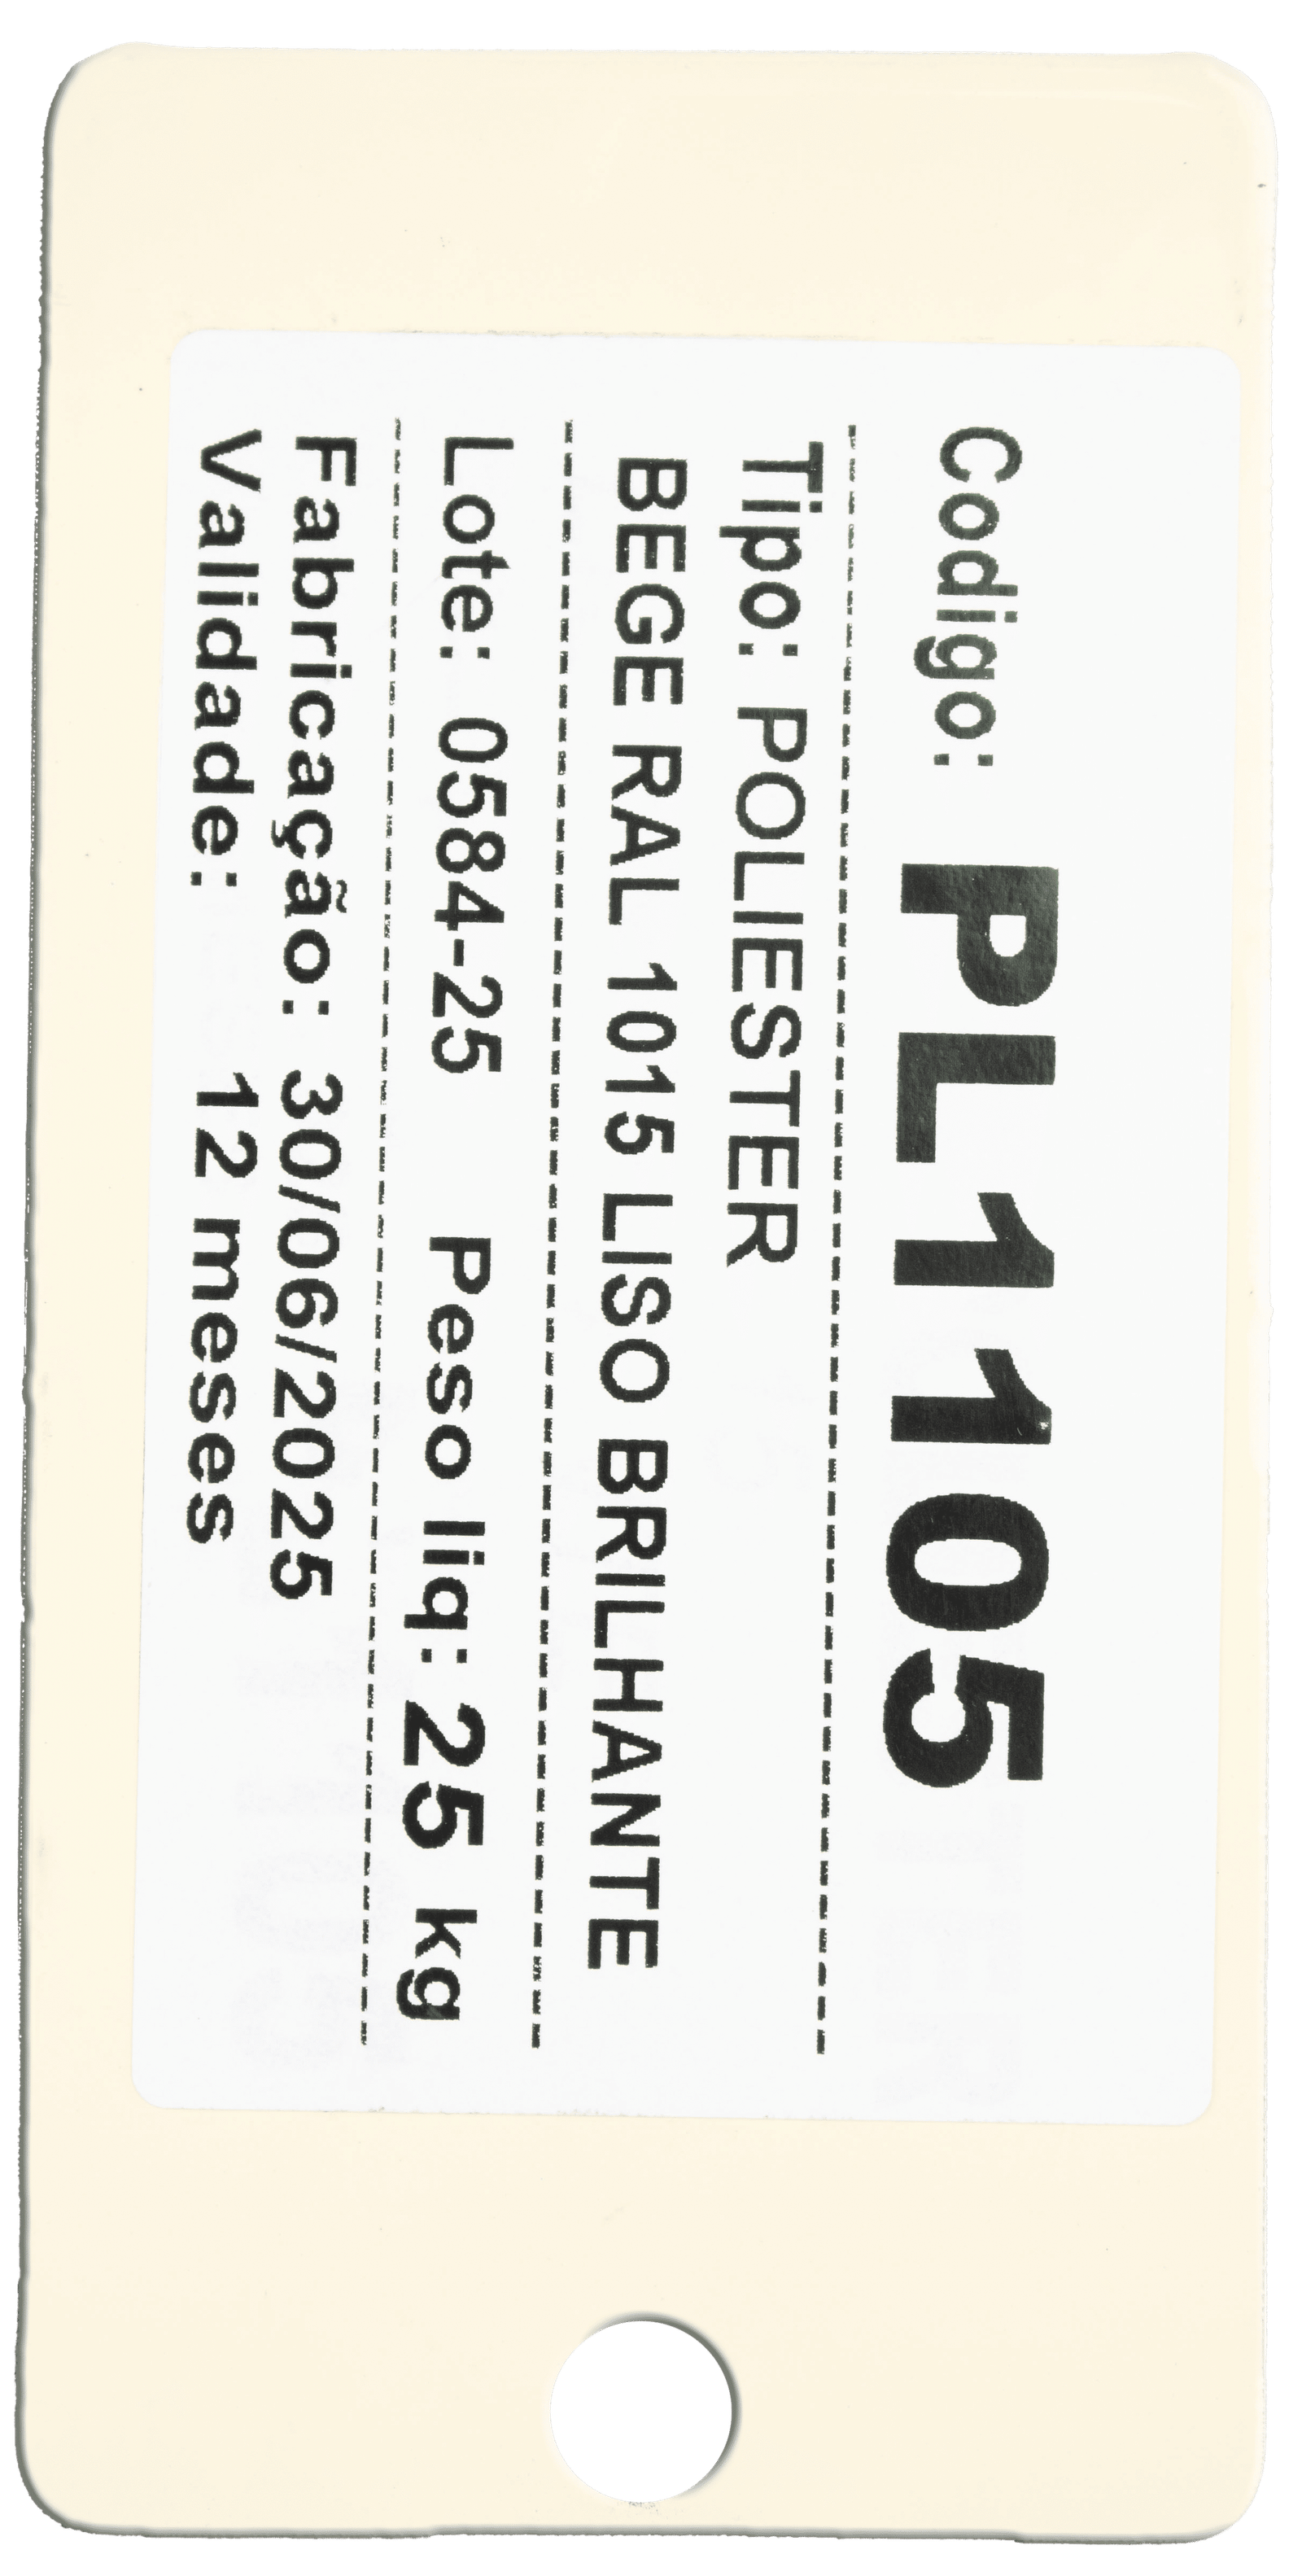 Codigo: PL1105
Tipo: POLIESTER
BEGE RAL 1015 LISO BRILHANTE
Lote: 0584-25 Peso liq: 25 kg
Fabricação: 30/06/2025
Validade: 12 meses